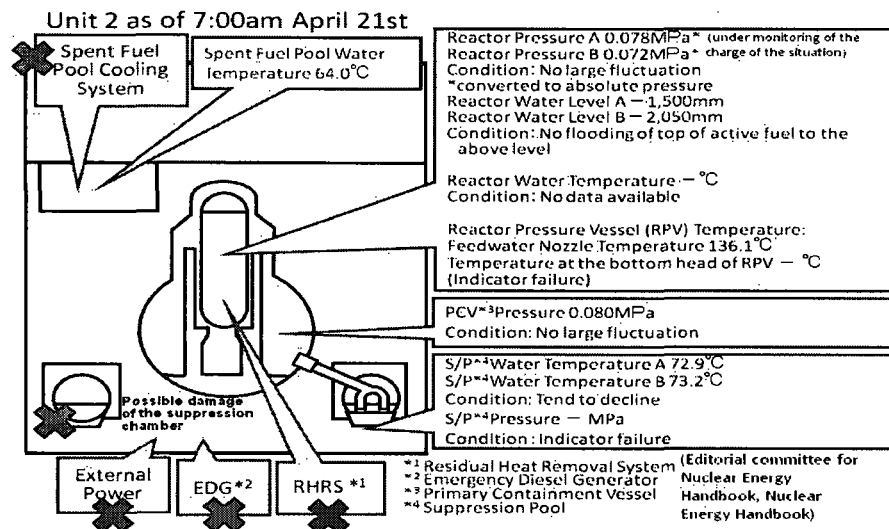 Unit 2 as of 7:00am April 21st
Spent Fuel
Pool Cooling
System
Spent Fuel Pool Water
Temperature 64.0℃
Reactor Pressure A 0.078MPa* (under monitoring of the
Reactor Pressure B 0.072MPa* charge of the situation)
Condition: No large fluctuation
*converted to absolute pressure
Reactor Water Level A －1,500mm
Reactor Water Level B －2,050mm
Condition: No flooding of top of active fuel to the
above level
Reactor Water Temperature － ℃
Condition: No data available
Reactor Pressure Vessel (RPV) Temperature:
Feedwater Nozzle Temperature 136.1℃
Temperature at the bottom head of RPV － ℃
(Indicator failure)
PCV*3 Pressure 0.080MPa
Condition: No large fluctuation
S/P*4 Water Temperature A 72.9℃
S/P*4 Water Temperature B 73.2℃
Condition: Tend to decline
S/P*4 Pressure － MPa
Condition: Indicator failure
Possible damage
of the suppression
chamber
External
Power
EDG*2
RHRS *1
*1 Residual Heat Removal System
*2 Emergency Diesel Generator
*3 Primary Containment Vessel
*4 Suppression Pool
(Editorial committee for
Nuclear Energy
Handbook, Nuclear
Energy Handbook)